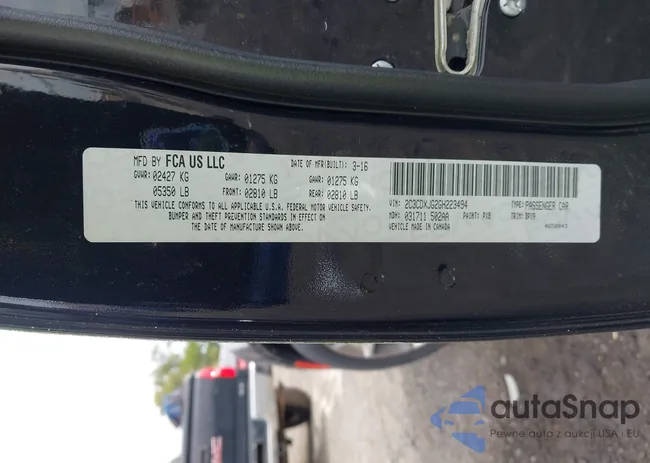 MFD BY FCA US LLC DATE OF MFR(BUILT): 3-16
GVWR: 02427 KG GAWR: 01275 KG GAWR: 01275 KG
05350 LB FRONT: 02810 LB REAR: 02810 LB
THIS VEHICLE CONFORMS TO ALL APPLICABLE U.S.A. FEDERAL MOTOR VEHICLE SAFETY,
BUMPER AND THEFT PREVENTION STANDARDS IN EFFECT
ON THE DATE OF MANUFACTURE SHOWN ABOVE.
VIN: 2C3CDXJG2GH223494 TYPE: PASSENGER CAR
MDH: 031711 502AA PAINT: PXB TRIM: BPX9
VEHICLE MADE IN CANADA
autaSnap
Pewne auta z aukcji USA i EU